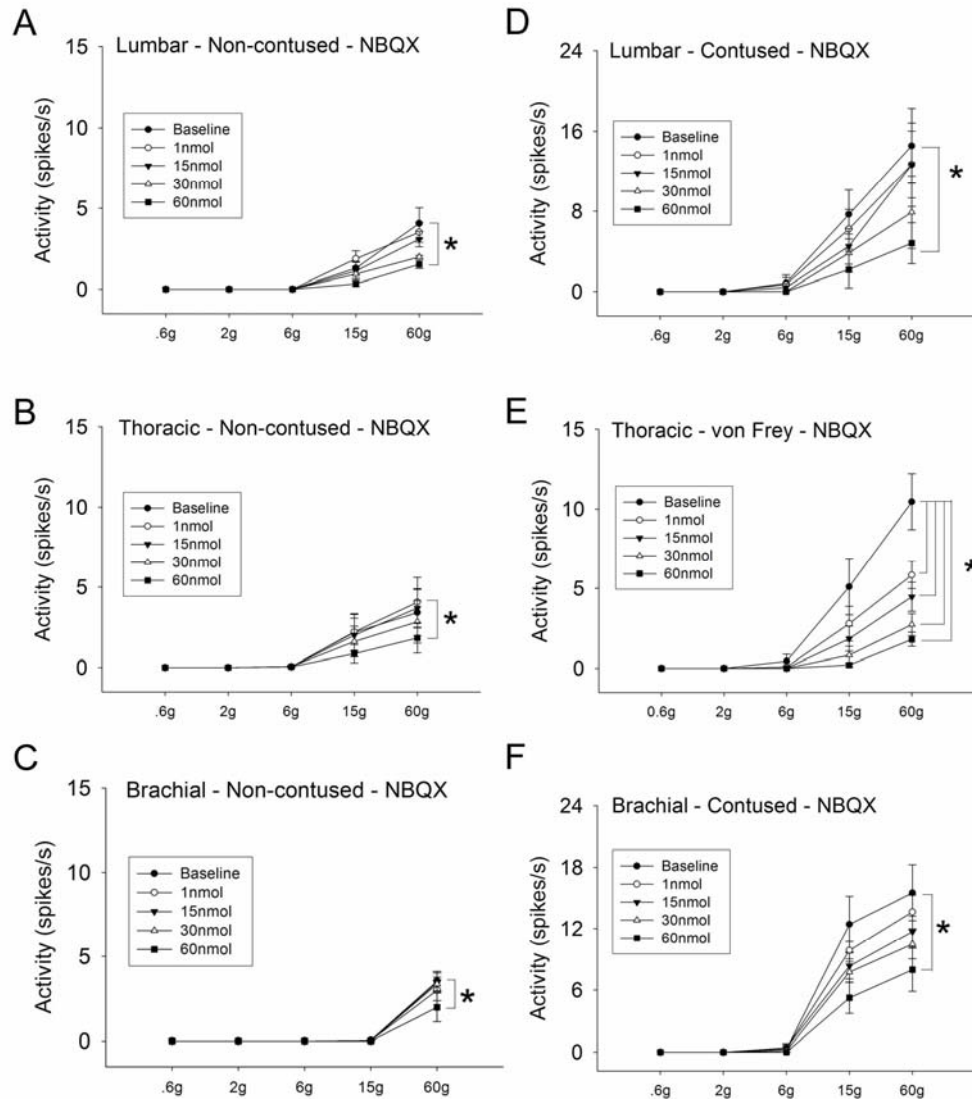 A
Lumbar - Non-contused - NBQX
15
10
5
0
Activity (spikes/s)
Baseline
1nmol
15nmol
30nmol
60nmol
*
.6g 2g 6g 15g 60g
B
Thoracic - Non-contused - NBQX
15
10
5
0
Activity (spikes/s)
Baseline
1nmol
15nmol
30nmol
60nmol
*
.6g 2g 6g 15g 60g
C
Brachial - Non-contused - NBQX
15
10
5
0
Activity (spikes/s)
Baseline
1nmol
15nmol
30nmol
60nmol
*
.6g 2g 6g 15g 60g
D
Lumbar - Contused - NBQX
24
16
8
0
Activity (spikes/s)
Baseline
1nmol
15nmol
30nmol
60nmol
*
.6g 2g 6g 15g 60g
E
Thoracic - von Frey - NBQX
15
10
5
0
Activity (spikes/s)
Baseline
1nmol
15nmol
30nmol
60nmol
*
0.6g 2g 6g 15g 60g
F
Brachial - Contused - NBQX
24
18
12
6
0
Activity (spikes/s)
Baseline
1nmol
15nmol
30nmol
60nmol
*
.6g 2g 6g 15g 60g